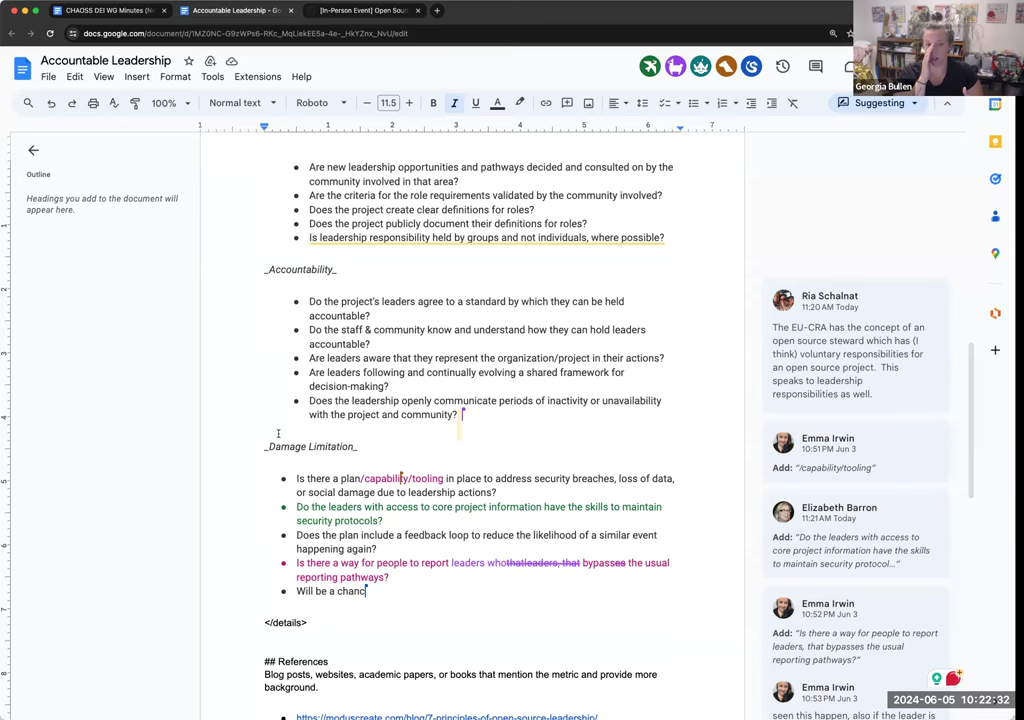 CHAOSS DEI WG Minutes (N
Accountable Leadership - Go
[In-Person Event] Open Sour
docs.google.com/document/d/1MZ0NC-G9zWPs6-RKc_MqLiekEE5a-4e-_HkYZnx_NvU/edit
Accountable Leadership
File Edit View Insert Format Tools Extensions Help
100% Normal text Roboto 11.5 B I U A Suggesting
Georgia Bullen
1 1 2 3 4 5 6 7
Outline
Headings you add to the document will
appear here.
Are new leadership opportunities and pathways decided and consulted on by the
community involved in that area?
Are the criteria for the role requirements validated by the community involved?
Does the project create clear definitions for roles?
Does the project publicly document their definitions for roles?
Is leadership responsibility held by groups and not individuals, where possible?
_Accountability_
Do the project's leaders agree to a standard by which they can be held
accountable?
Do the staff & community know and understand how they can hold leaders
accountable?
Are leaders aware that they represent the organization/project in their actions?
Are leaders following and continually evolving a shared framework for
decision-making?
Does the leadership openly communicate periods of inactivity or unavailability
with the project and community?
_Damage Limitation_
Is there a plan/capability/tooling in place to address security breaches, loss of data,
or social damage due to leadership actions?
Do the leaders with access to core project information have the skills to maintain
security protocols?
Does the plan include a feedback loop to reduce the likelihood of a similar event
happening again?
Is there a way for people to report leaders whothatleaders, that bypasses the usual
reporting pathways?
Will be a chanc
</details>
## References
Blog posts, websites, academic papers, or books that mention the metric and provide more
background.
https://moduscreate.com/blog/7-principles-of-open-source-leadership/
Ria Schalnat
11:20 AM Today
The EU-CRA has the concept of an
open source steward which has (I
think) voluntary responsibilities for
an open source project. This
speaks to leadership
responsibilities as well.
Emma Irwin
10:51 PM Jun 3
Add: "/capability/tooling"
Elizabeth Barron
11:21 AM Today
Add: "Do the leaders with access to
core project information have the skills
to maintain security protocol..."
Emma Irwin
10:52 PM Jun 3
Add: "Is there a way for people to report
leaders, that bypasses the usual
reporting pathways?"
Emma Irwin
10:53 PM Jun 3
seen this happen, also if the leader is
2024-06-05 10:22:32